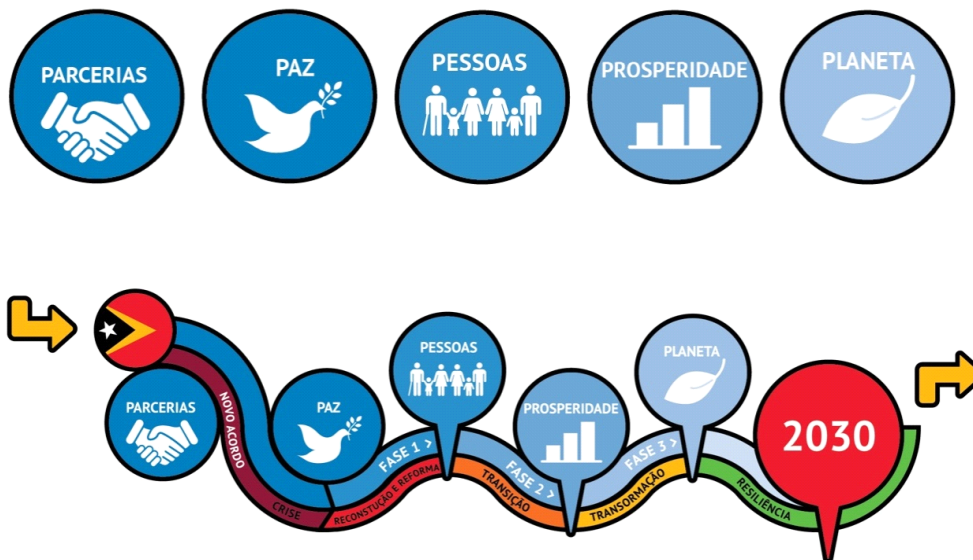 PARCERIAS
PAZ
PESSOAS
PROSPERIDADE
PLANETA
PARCERIAS
NOVO ACORDO
CRISE
PAZ
FASE 1 >
RECONSTUÇÃO E REFORMA
PESSOAS
TRANSIÇÃO
FASE 2 >
PROSPERIDADE
FASE 3 >
TRANSORMAÇÃO
PLANETA
RESILIÊNCIA
2030